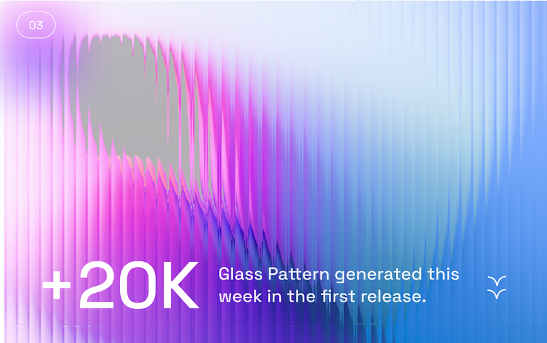 03
+20K
Glass Pattern generated this
week in the first release.